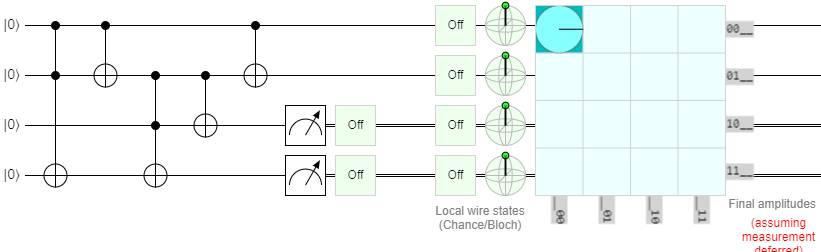 |0⟩ Off 00__
|0⟩ Off 01__
|0⟩ Off Off 10__
|0⟩ Off Off 11__
__00 __01 __10 __11
Local wire states
(Chance/Bloch)
Final amplitudes
(assuming
measurement
deferred)